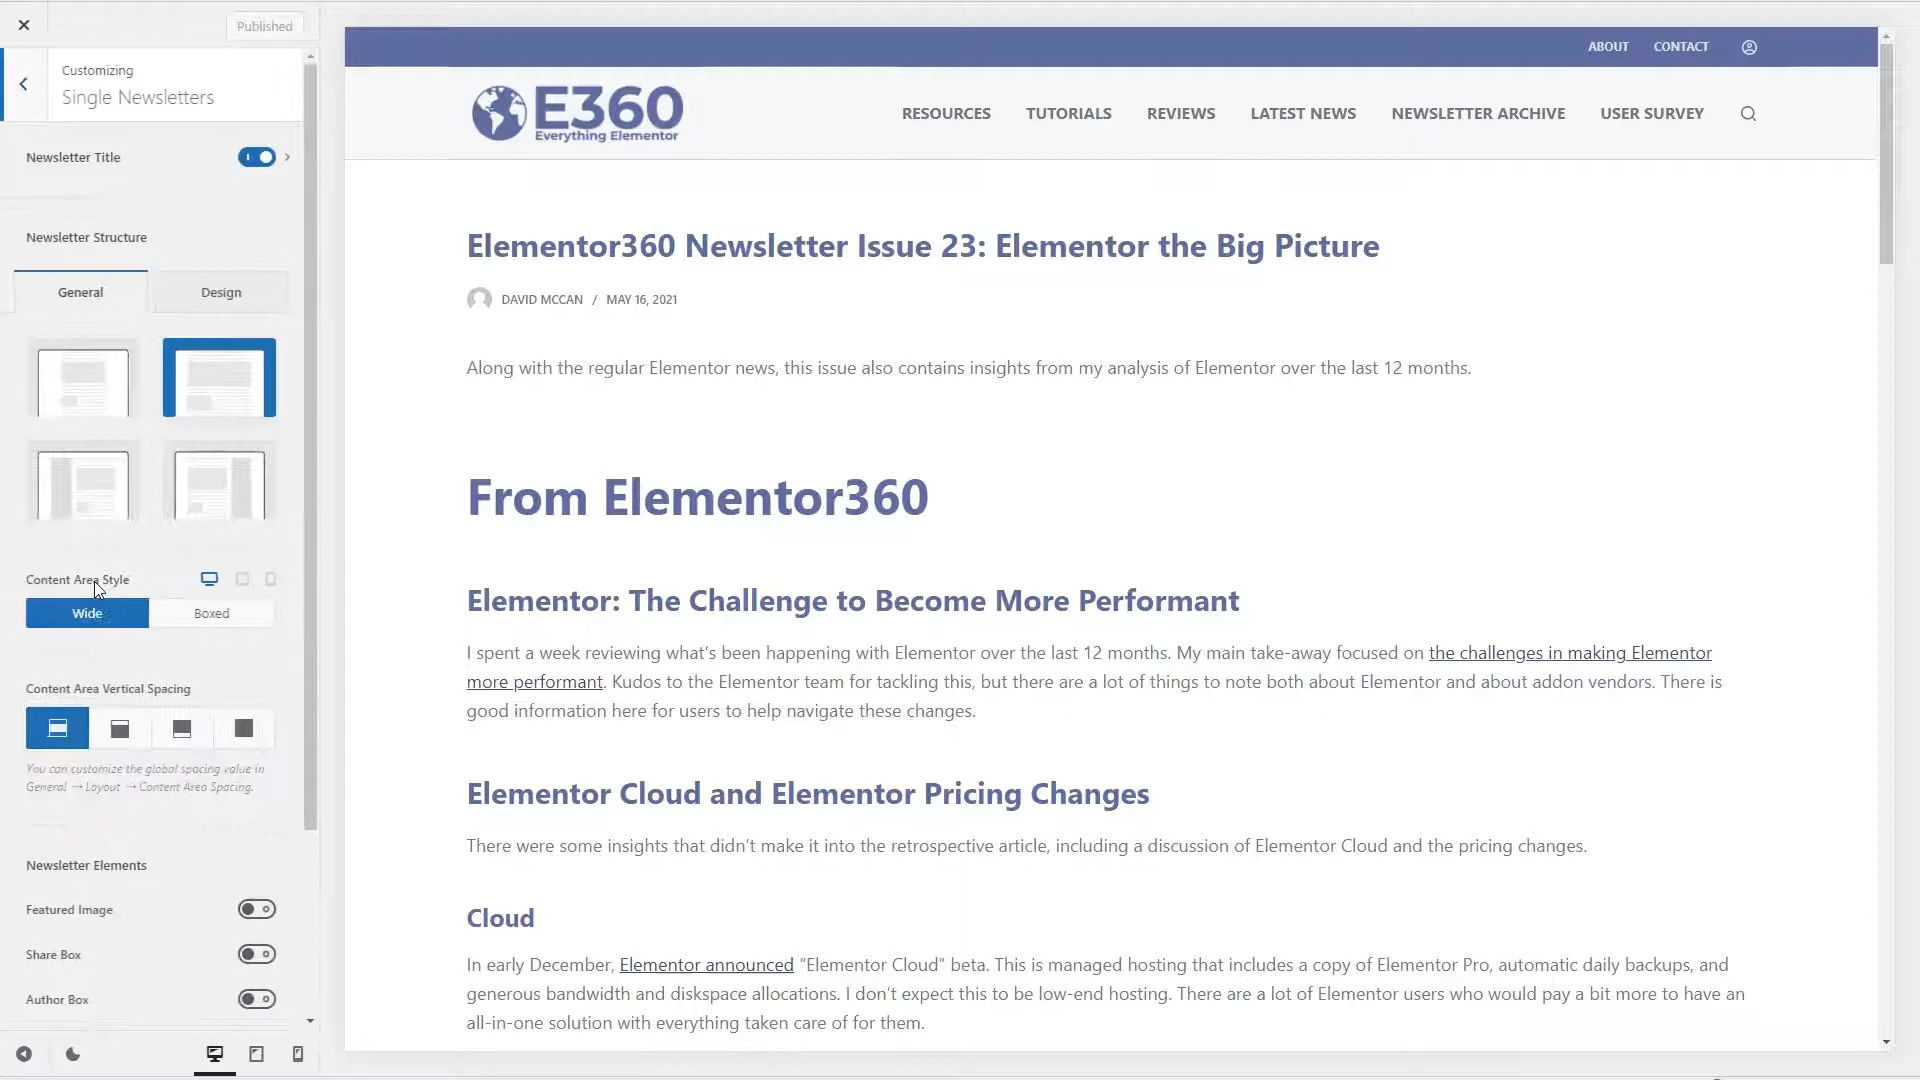 Published
Customizing
Single Newsletters
Newsletter Title
Newsletter Structure
General
Design
Content Area Style
Wide
Boxed
Content Area Vertical Spacing
You can customize the global spacing value in
General → Layout → Content Area Spacing.
Newsletter Elements
Featured Image
Share Box
Author Box
ABOUT
CONTACT
E360
Everything Elementor
RESOURCES
TUTORIALS
REVIEWS
LATEST NEWS
NEWSLETTER ARCHIVE
USER SURVEY
Elementor360 Newsletter Issue 23: Elementor the Big Picture
DAVID MCCAN / MAY 16, 2021
Along with the regular Elementor news, this issue also contains insights from my analysis of Elementor over the last 12 months.
From Elementor360
Elementor: The Challenge to Become More Performant
I spent a week reviewing what’s been happening with Elementor over the last 12 months. My main take-away focused on the challenges in making Elementor
more performant. Kudos to the Elementor team for tackling this, but there are a lot of things to note both about Elementor and about addon vendors. There is
good information here for users to help navigate these changes.
Elementor Cloud and Elementor Pricing Changes
There were some insights that didn’t make it into the retrospective article, including a discussion of Elementor Cloud and the pricing changes.
Cloud
In early December, Elementor announced “Elementor Cloud” beta. This is managed hosting that includes a copy of Elementor Pro, automatic daily backups, and
generous bandwidth and diskspace allocations. I don’t expect this to be low-end hosting. There are a lot of Elementor users who would pay a bit more to have an
all-in-one solution with everything taken care of for them.